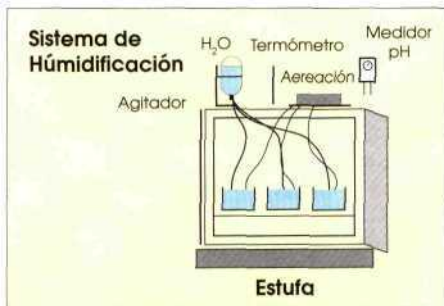 Sistema de
Húmidificación
H₂O
Termómetro
Medidor
pH
Aereación
Agitador
Estufa